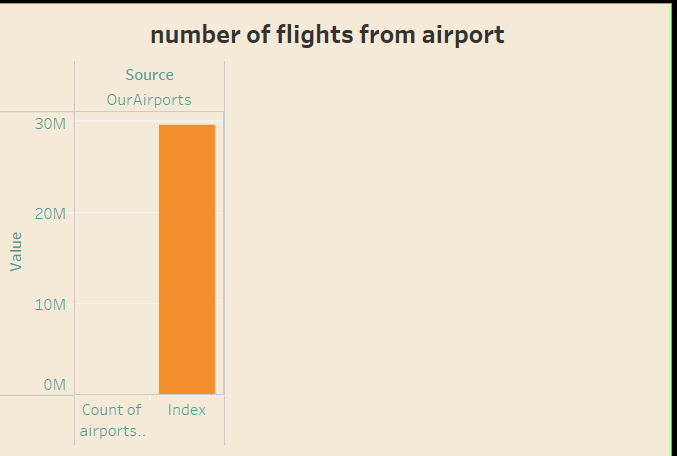 number of flights from airport
Source
OurAirports
30M
20M
10M
0M
Value
Count of
airports..
Index